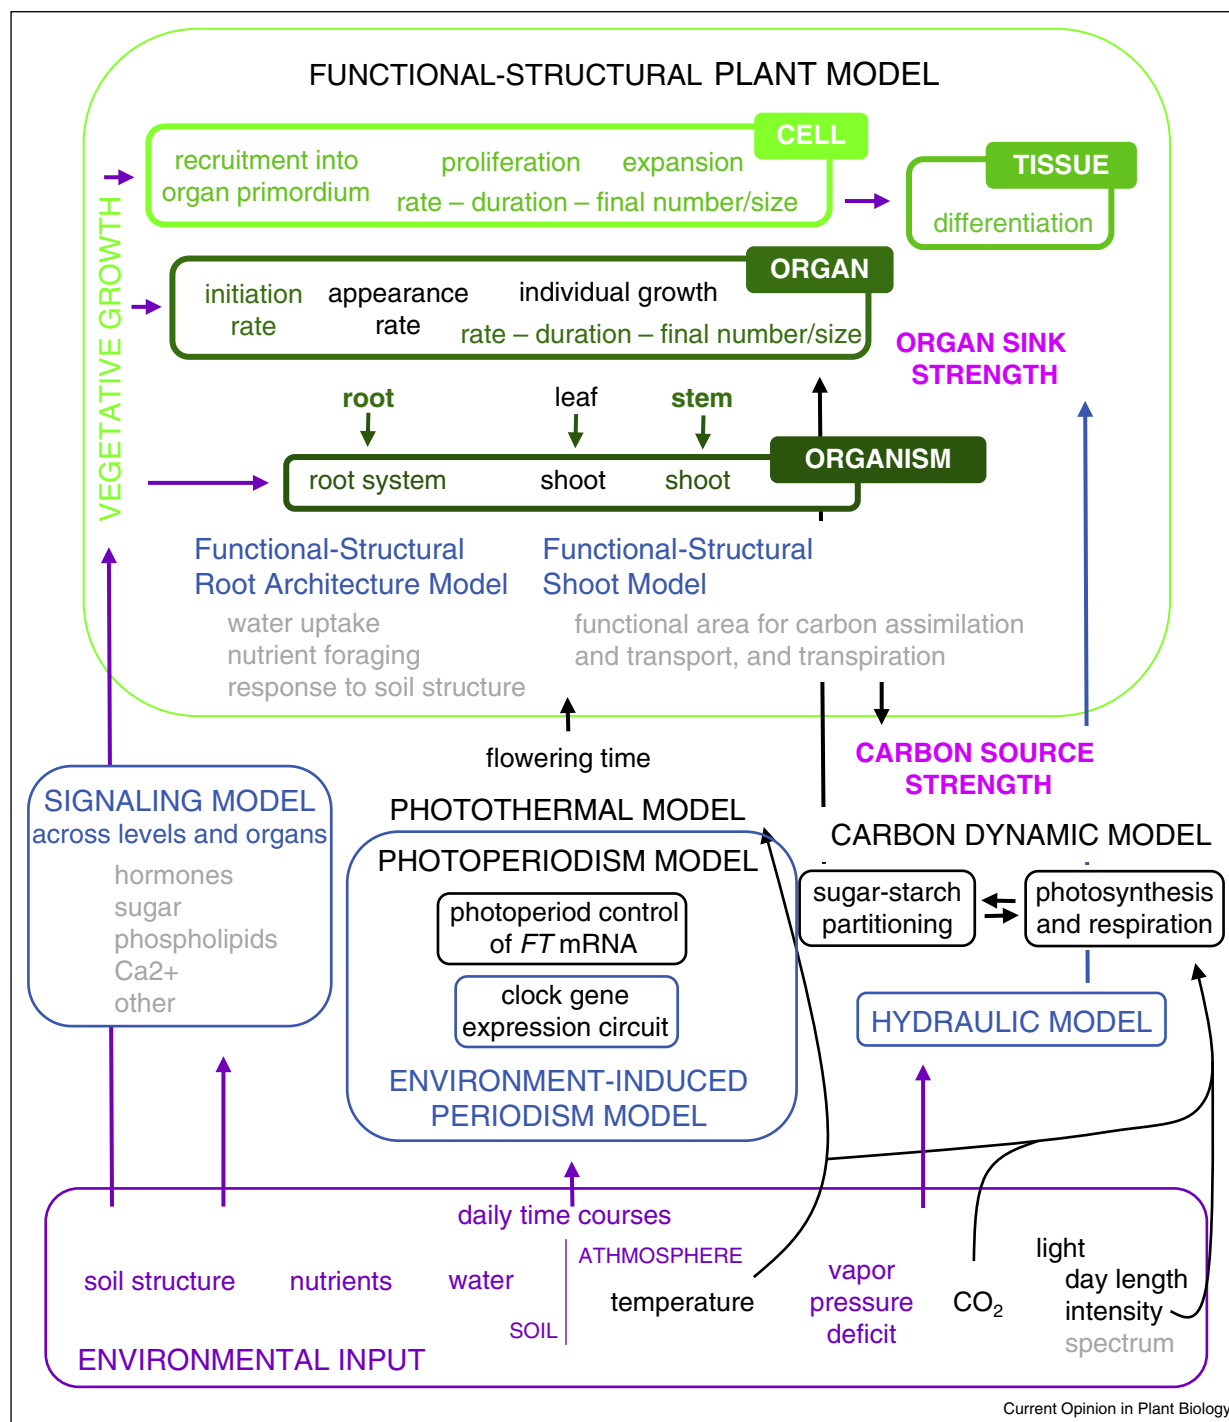 FUNCTIONAL-STRUCTURAL PLANT MODEL
CELL
recruitment into
organ primordium
proliferation
expansion
rate – duration – final number/size
TISSUE
differentiation
VEGETATIVE GROWTH
ORGAN
initiation
rate
appearance
rate
individual growth
rate – duration – final number/size
ORGAN SINK
STRENGTH
root
leaf
stem
ORGANISM
root system
shoot
shoot
Functional-Structural
Root Architecture Model
water uptake
nutrient foraging
response to soil structure
Functional-Structural
Shoot Model
functional area for carbon assimilation
and transport, and transpiration
flowering time
CARBON SOURCE
STRENGTH
SIGNALING MODEL
across levels and organs
hormones
sugar
phospholipids
Ca2+
other
PHOTOTHERMAL MODEL
PHOTOPERIODISM MODEL
photoperiod control
of FT mRNA
clock gene
expression circuit
ENVIRONMENT-INDUCED
PERIODISM MODEL
CARBON DYNAMIC MODEL
sugar-starch
partitioning
photosynthesis
and respiration
HYDRAULIC MODEL
daily time courses
soil structure
nutrients
water
SOIL
ATHMOSPHERE
temperature
vapor
pressure
deficit
CO₂
light
day length
intensity
spectrum
ENVIRONMENTAL INPUT
Current Opinion in Plant Biology